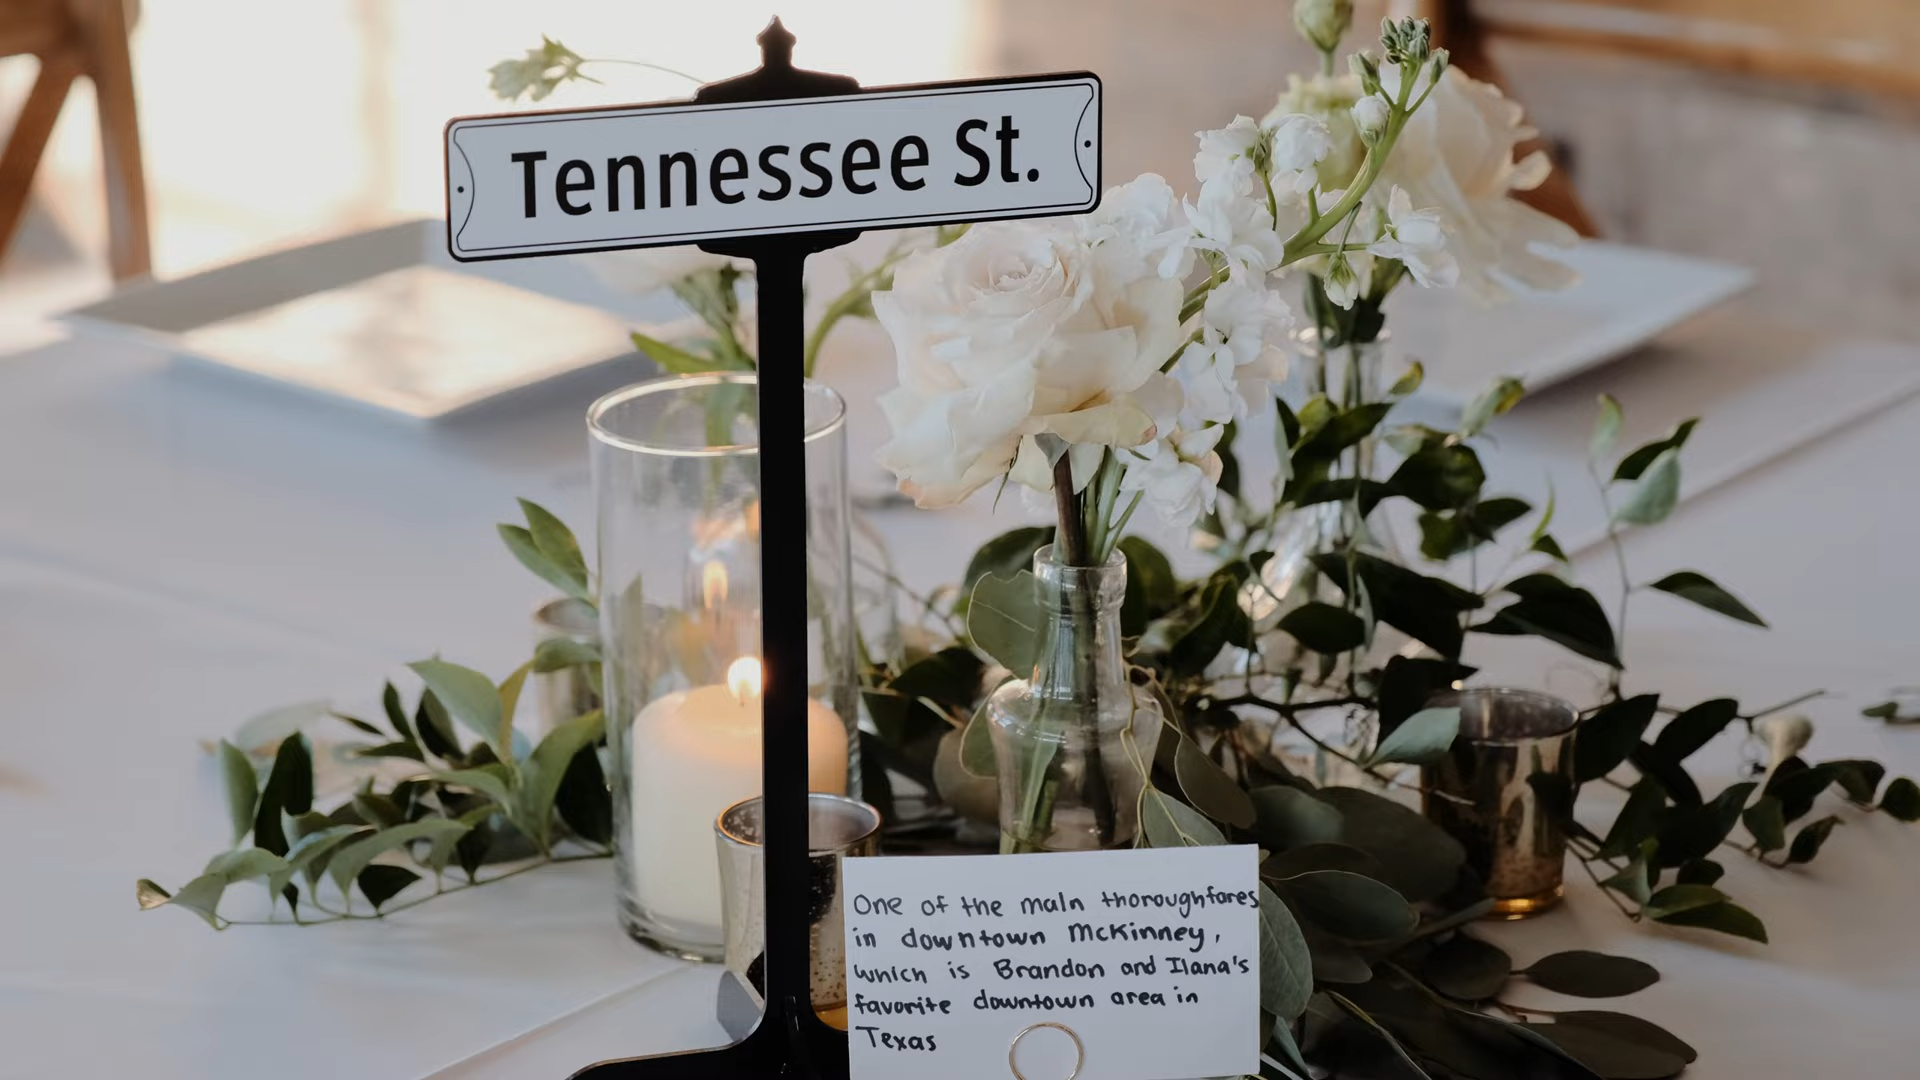 Tennessee St.
One of the main thoroughfares
in downtown McKinney,
which is Brandon and Ilana's
favorite downtown area in
Texas